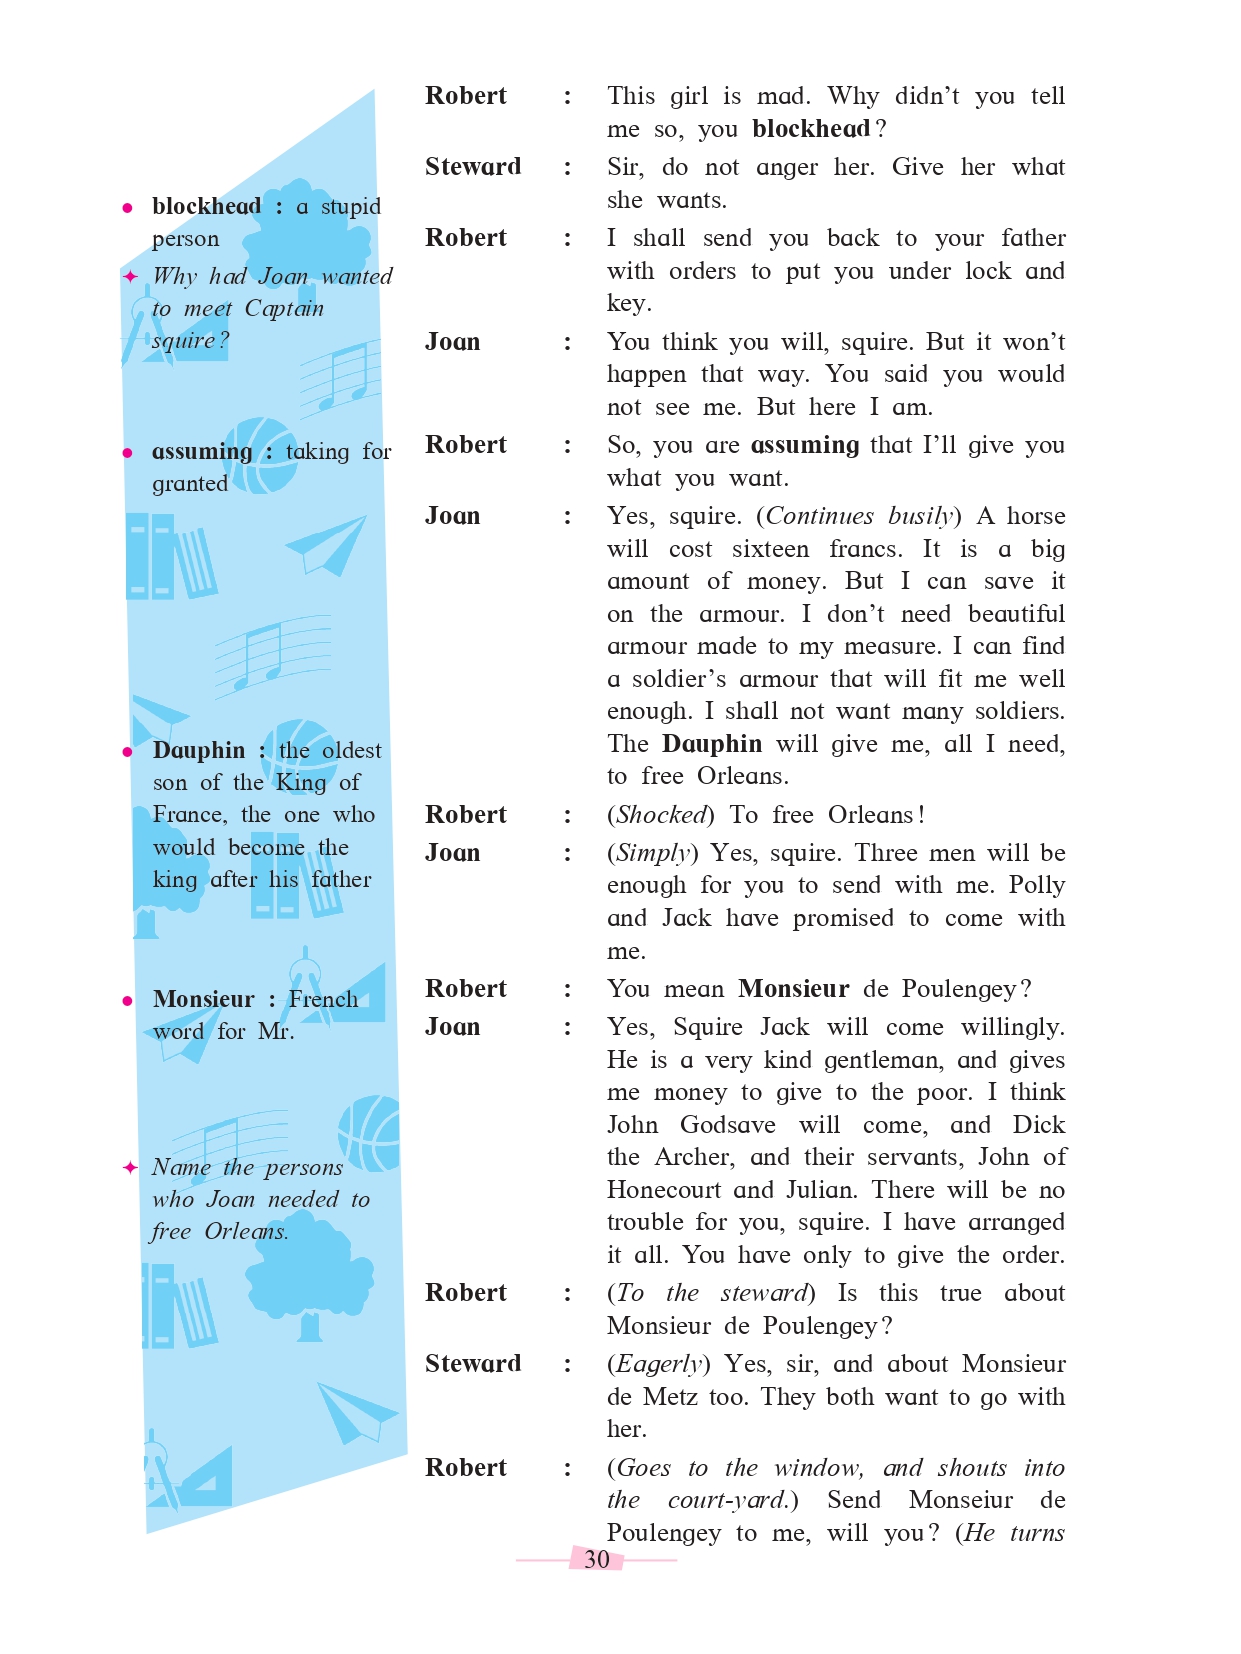 Robert : This girl is mad. Why didn't you tell
me so, you blockhead?
Steward : Sir, do not anger her. Give her what
she wants.
Robert : I shall send you back to your father
with orders to put you under lock and
key.
Joan : You think you will, squire. But it won't
happen that way. You said you would
not see me. But here I am.
Robert : So, you are assuming that I'll give you
what you want.
Joan : Yes, squire. (Continues busily) A horse
will cost sixteen francs. It is a big
amount of money. But I can save it
on the armour. I don't need beautiful
armour made to my measure. I can find
a soldier's armour that will fit me well
enough. I shall not want many soldiers.
The Dauphin will give me, all I need,
to free Orleans.
Robert : (Shocked) To free Orleans!
Joan : (Simply) Yes, squire. Three men will be
enough for you to send with me. Polly
and Jack have promised to come with
me.
Robert : You mean Monsieur de Poulengey?
Joan : Yes, Squire Jack will come willingly.
He is a very kind gentleman, and gives
me money to give to the poor. I think
John Godsave will come, and Dick
the Archer, and their servants, John of
Honecourt and Julian. There will be no
trouble for you, squire. I have arranged
it all. You have only to give the order.
Robert : (To the steward) Is this true about
Monsieur de Poulengey?
Steward : (Eagerly) Yes, sir, and about Monsieur
de Metz too. They both want to go with
her.
Robert : (Goes to the window, and shouts into
the court-yard.) Send Monseiur de
Poulengey to me, will you? (He turns
• blockhead : a stupid
person
✦ Why had Joan wanted
to meet Captain
squire?
• assuming : taking for
granted
• Dauphin : the oldest
son of the King of
France, the one who
would become the
king after his father
• Monsieur : French
word for Mr.
✦ Name the persons
who Joan needed to
free Orleans.
30